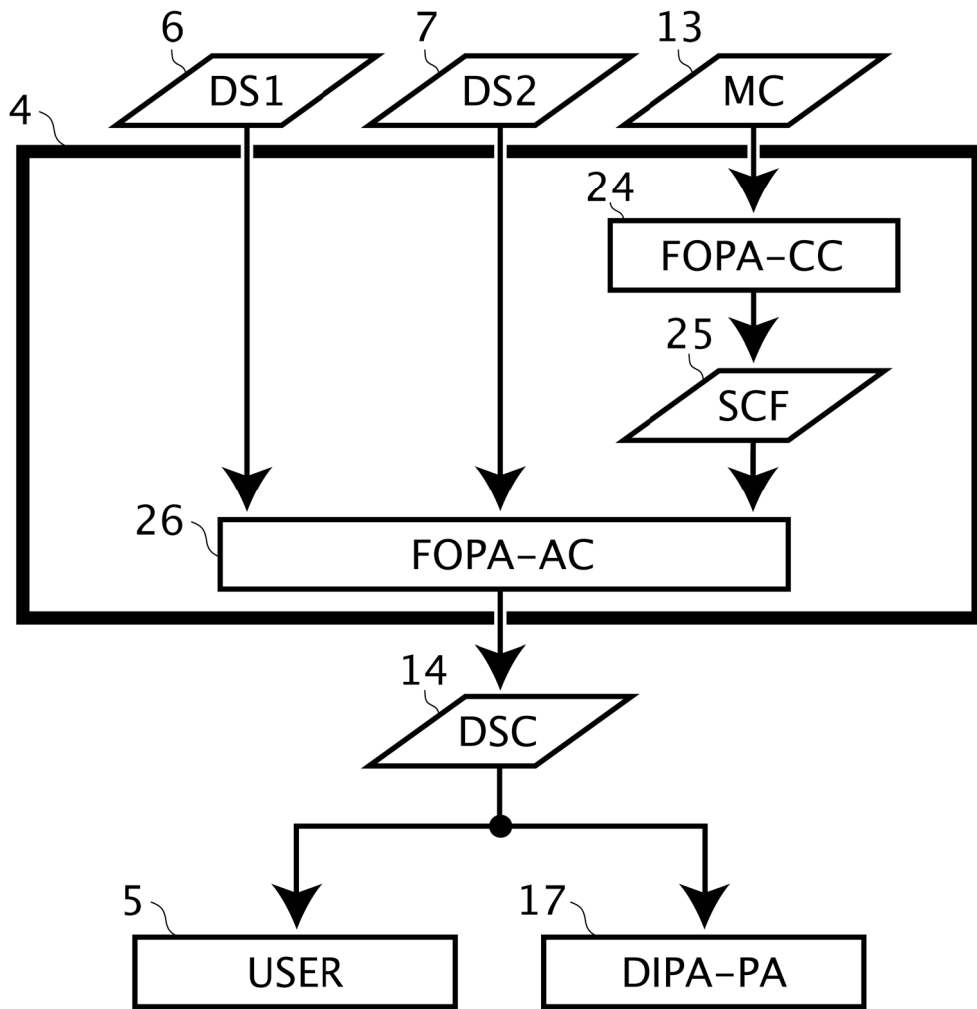 6
7
13
DS1
DS2
MC
4
24
FOPA-CC
25
SCF
26
FOPA-AC
14
DSC
5
17
USER
DIPA-PA